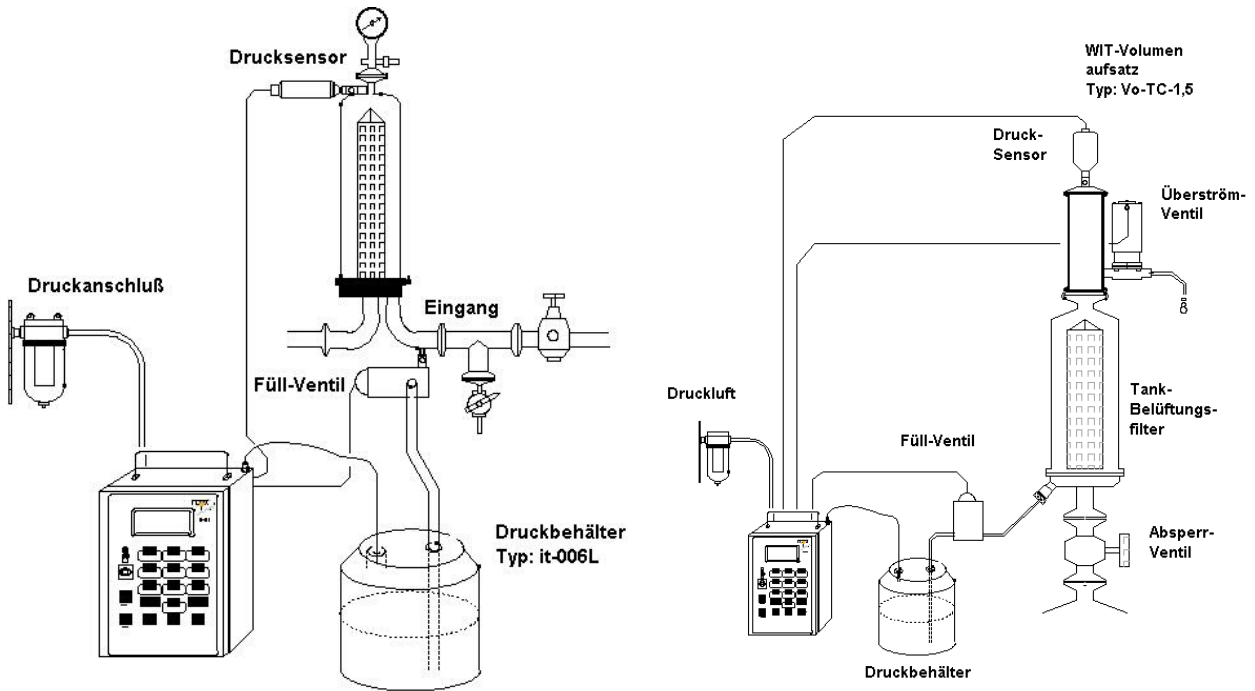 Drucksensor
Druckanschluß
Eingang
Füll-Ventil
Druckbehälter
Typ: it-006L
WIT-Volumen
aufsatz
Typ: Vo-TC-1,5
Druck-
Sensor
Überström-
Ventil
Druckluft
Füll-Ventil
Tank-
Belüftungs-
filter
Absperr-
Ventil
Druckbehälter